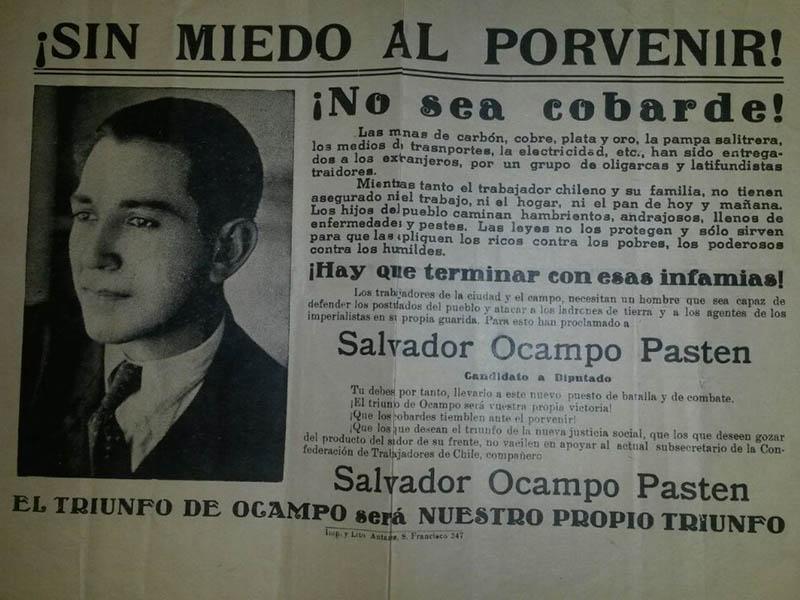 ¡SIN MIEDO AL PORVENIR!
¡No sea cobarde!
Las mnas de carbón, cobre, plata y oro, la pampa salitrera,
los medios d trasnportes, la electricidad, etc., han sido entrega-
dos a los extranjeros, por un grupo de oligarcas y latifundistas
traidores.
Mientras tanto el trabajador chileno y su familia, no tienen
asegurado ni el trabajo, ni el hogar, ni el pan de hoy y mañana.
Los hijos del pueblo caminan hambrientos, andrajosos, llenos de
enfermedades y pestes. Las leyes no los protegen y sólo sirven
para que las apliquen los ricos contra los pobres, los poderosos
contra los humildes.
¡Hay que terminar con esas infamias!
Los trabajadores de la ciudad y el campo, necesitan un hombre que sea capaz de
defender los postulados del pueblo y atacar a los ladrones de tierra y a los agentes de los
imperialistas en su propia guarida. Para esto han proclamado a
Salvador Ocampo Pasten
Candidato a Diputado
Tu debes por tanto, llevarlo a este nuevo puesto de batalla y de combate.
¡El triunfo de Ocampo será vuestra propia victoria!
¡Que los cobardes tiemblen ante el porvenir!
¡Que los que desean el triunfo de la nueva justicia social, que los que deseen gozar
del producto del sudor de su frente, no vacilen en apoyar al actual subsecretario de la Con-
federación de Trabajadores de Chile, compañero
Salvador Ocampo Pasten
EL TRIUNFO DE OCAMPO será NUESTRO PROPIO TRIUNFO
Imp. y Lito Antares, S. Francisco 347